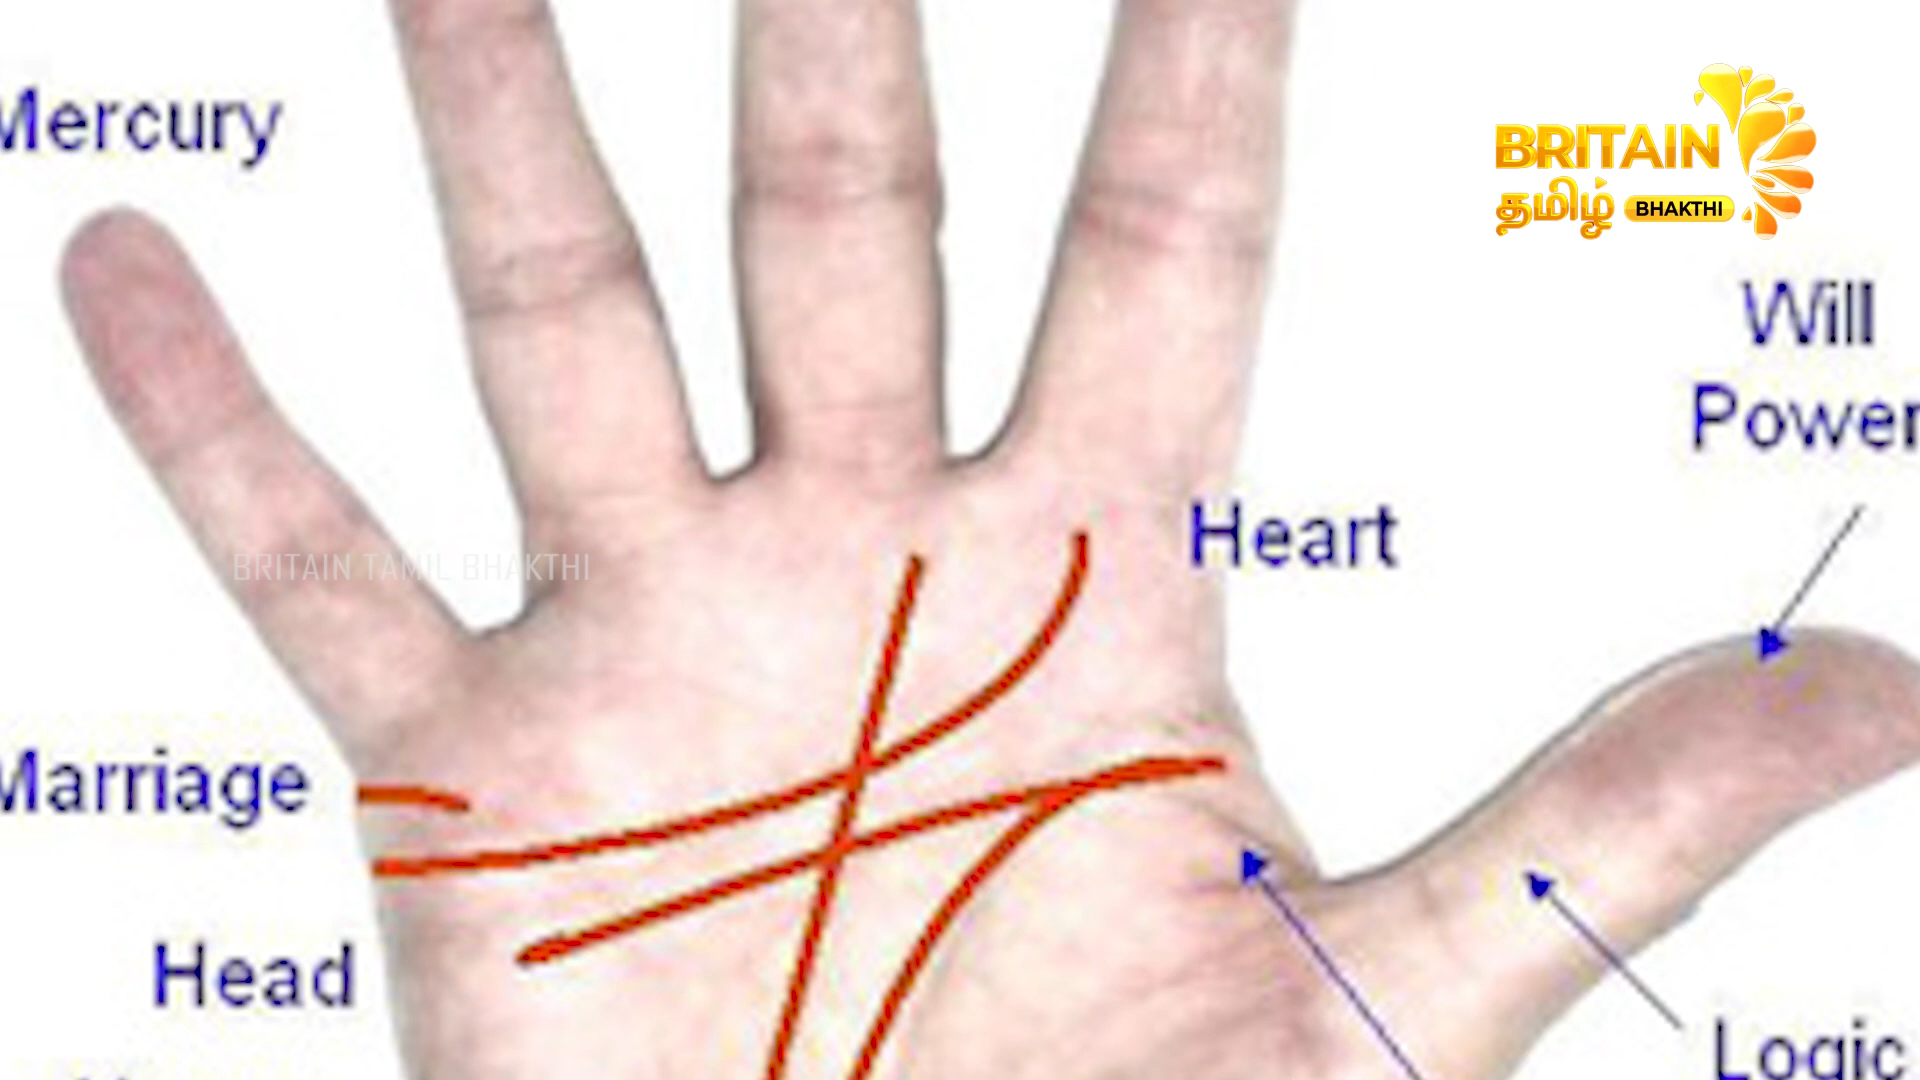 Mercury
BRITAIN
தமிழ் BHAKTHI
Will
Power
Heart
BRITAIN TAMIL BHAKTHI
Marriage
Head
Logic